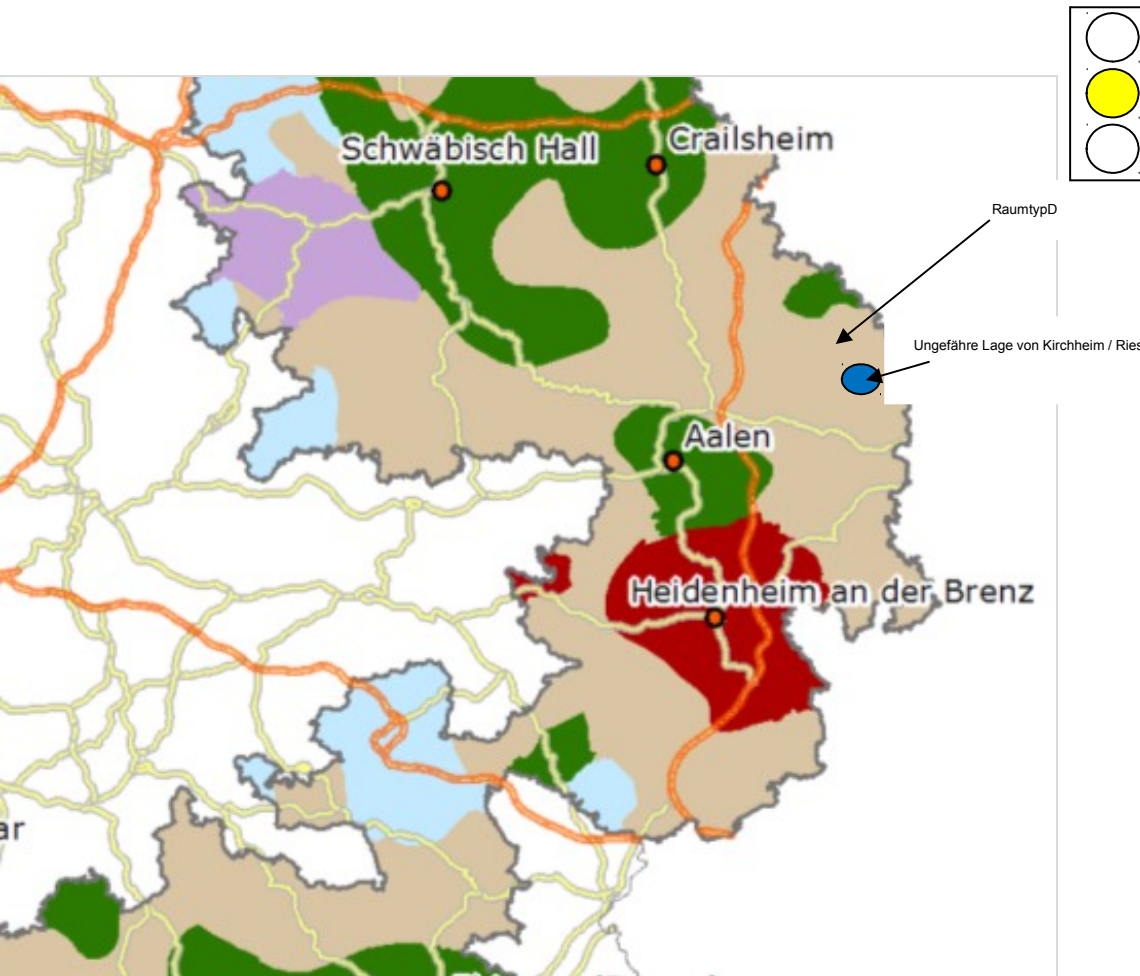 Schwäbisch Hall
Crailsheim
RaumtypD
Ungefähre Lage von Kirchheim / Ries
Aalen
Heidenheim an der Brenz
ar